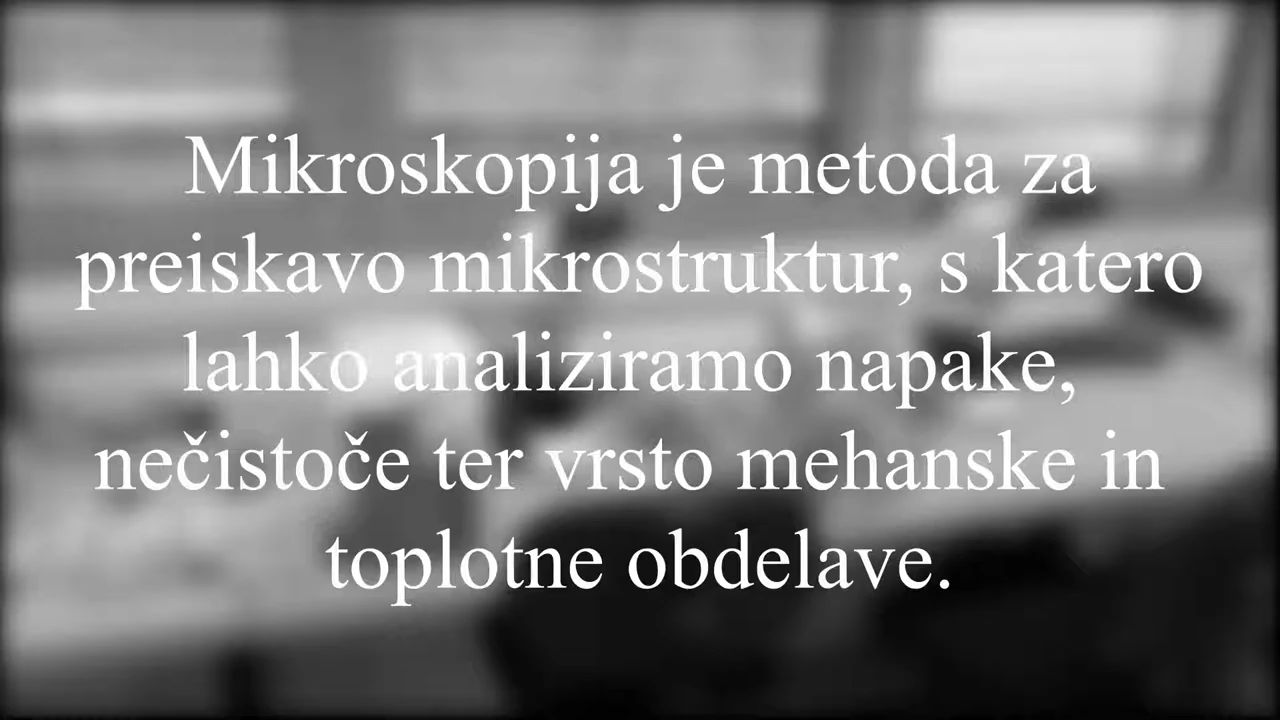 Mikroskopija je metoda za
preiskavo mikrostruktur, s katero
lahko analiziramo napake,
nečistoče ter vrsto mehanske in
toplotne obdelave.